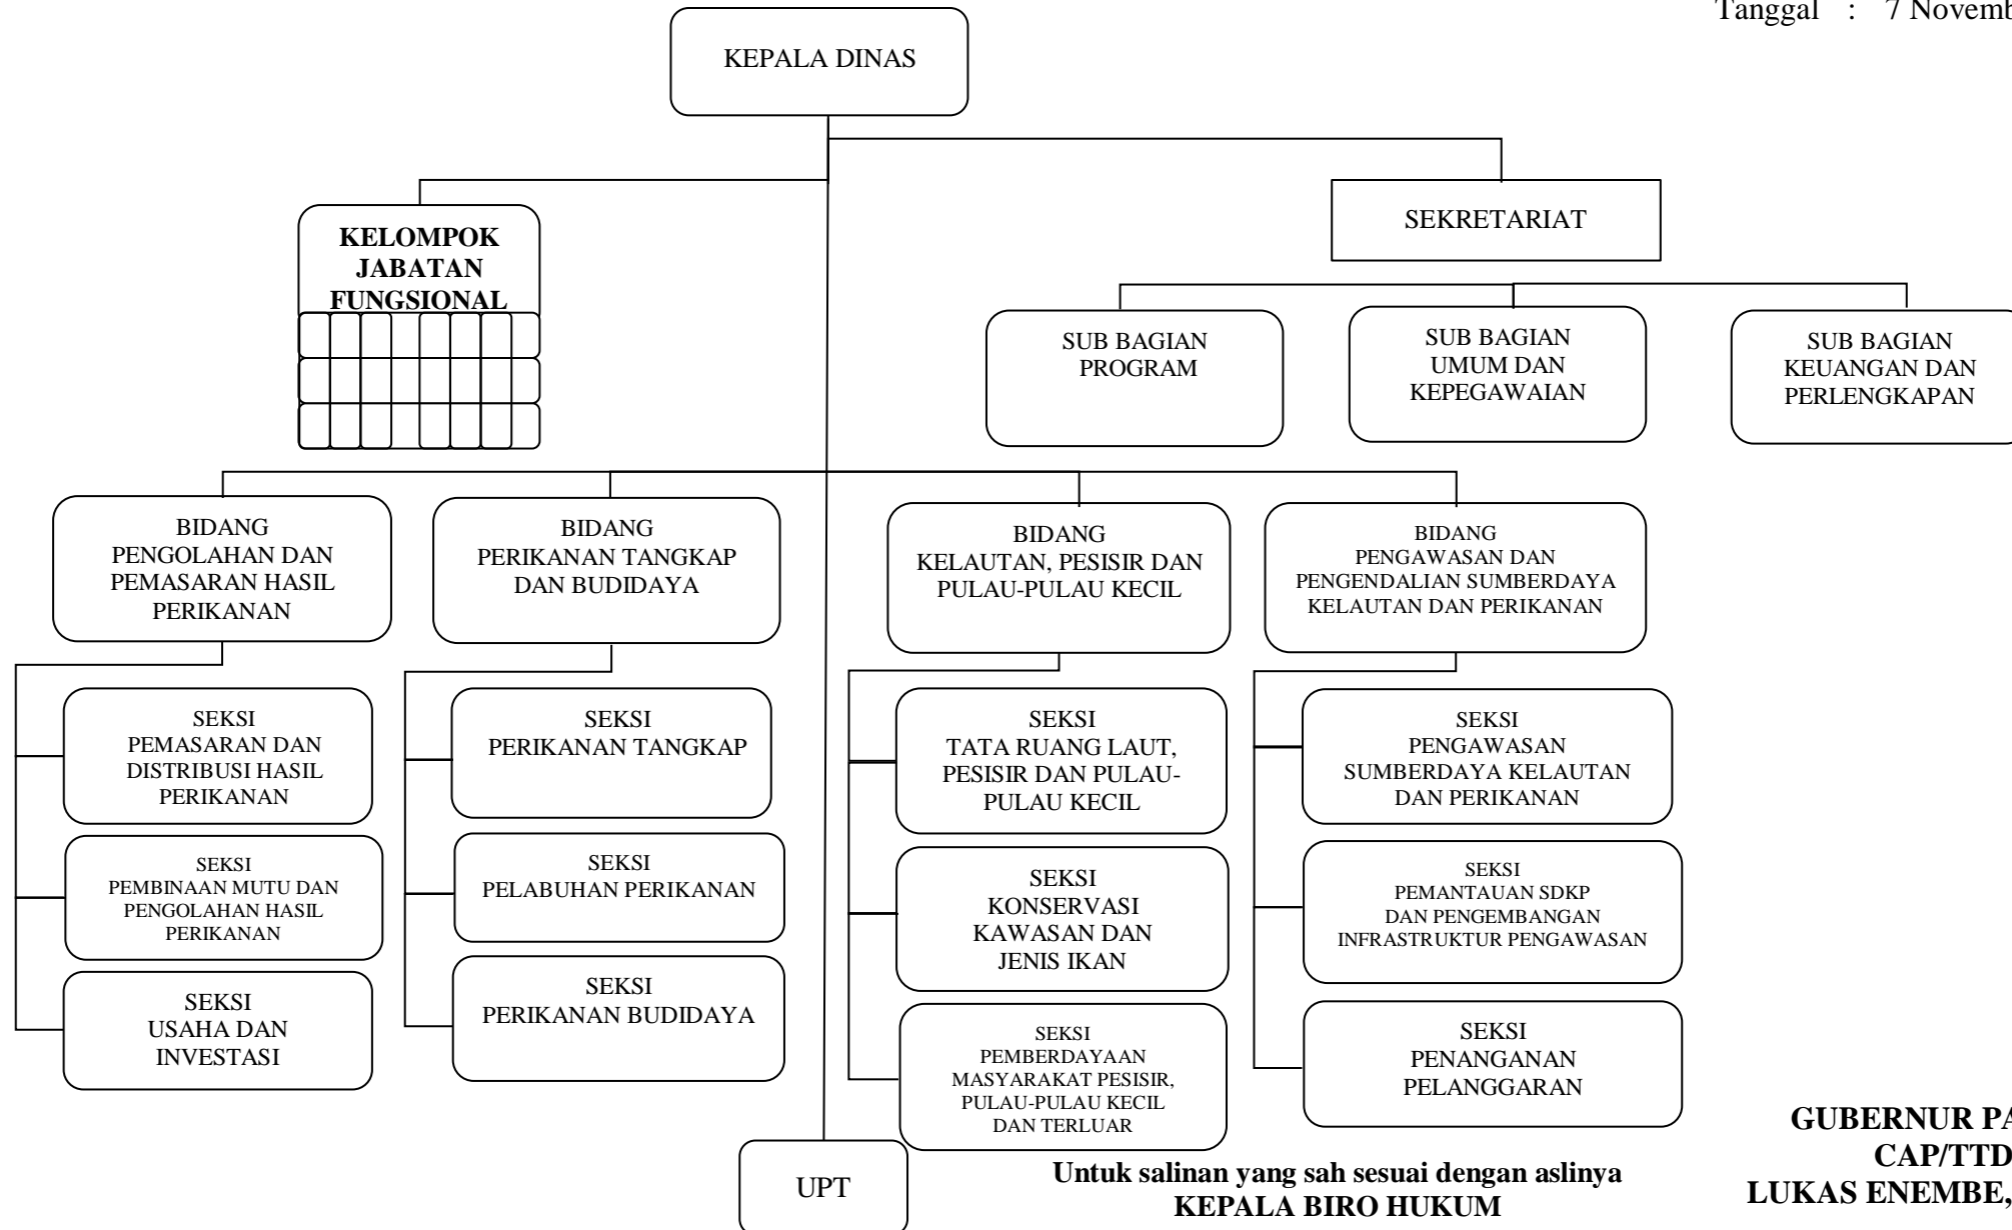 Tanggal : 7 Novemb
KEPALA DINAS
KELOMPOK
JABATAN
FUNGSIONAL
SEKRETARIAT
SUB BAGIAN
PROGRAM
SUB BAGIAN
UMUM DAN
KEPEGAWAIAN
SUB BAGIAN
KEUANGAN DAN
PERLENGKAPAN
BIDANG
PENGOLAHAN DAN
PEMASARAN HASIL
PERIKANAN
BIDANG
PERIKANAN TANGKAP
DAN BUDIDAYA
BIDANG
KELAUTAN, PESISIR DAN
PULAU-PULAU KECIL
BIDANG
PENGAWASAN DAN
PENGENDALIAN SUMBERDAYA
KELAUTAN DAN PERIKANAN
SEKSI
PEMASARAN DAN
DISTRIBUSI HASIL
PERIKANAN
SEKSI
PEMBINAAN MUTU DAN
PENGOLAHAN HASIL
PERIKANAN
SEKSI
USAHA DAN
INVESTASI
SEKSI
PERIKANAN TANGKAP
SEKSI
PELABUHAN PERIKANAN
SEKSI
PERIKANAN BUDIDAYA
SEKSI
TATA RUANG LAUT,
PESISIR DAN PULAU-
PULAU KECIL
SEKSI
KONSERVASI
KAWASAN DAN
JENIS IKAN
SEKSI
PEMBERDAYAAN
MASYARAKAT PESISIR,
PULAU-PULAU KECIL
DAN TERLUAR
SEKSI
PENGAWASAN
SUMBERDAYA KELAUTAN
DAN PERIKANAN
SEKSI
PEMANTAUAN SDKP
DAN PENGEMBANGAN
INFRASTRUKTUR PENGAWASAN
SEKSI
PENANGANAN
PELANGGARAN
UPT
Untuk salinan yang sah sesuai dengan aslinya
KEPALA BIRO HUKUM
GUBERNUR PA
CAP/TTD
LUKAS ENEMBE,